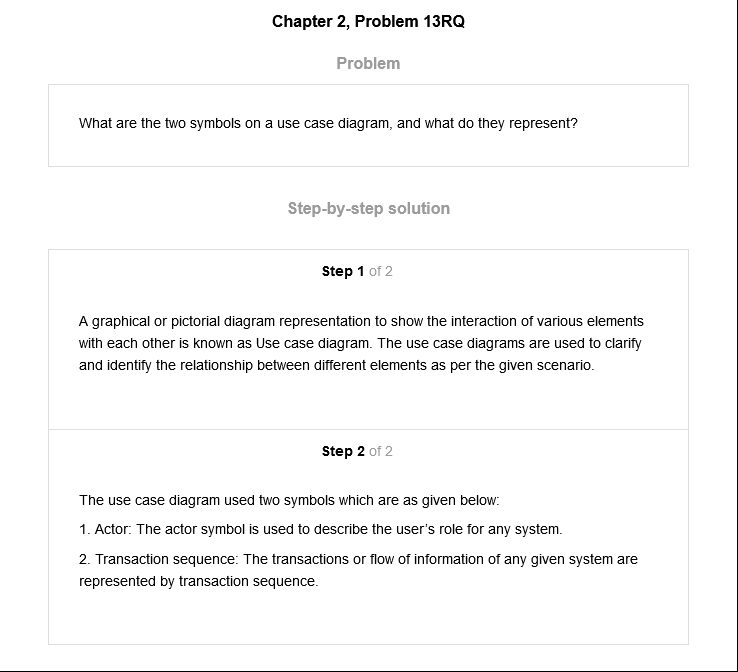 Chapter 2, Problem 13RQ
Problem
What are the two symbols on a use case diagram, and what do they represent?
Step-by-step solution
Step 1 of 2
A graphical or pictorial diagram representation to show the interaction of various elements
with each other is known as Use case diagram. The use case diagrams are used to clarify
and identify the relationship between different elements as per the given scenario.
Step 2 of 2
The use case diagram used two symbols which are as given below:
1. Actor: The actor symbol is used to describe the user’s role for any system.
2. Transaction sequence: The transactions or flow of information of any given system are
represented by transaction sequence.